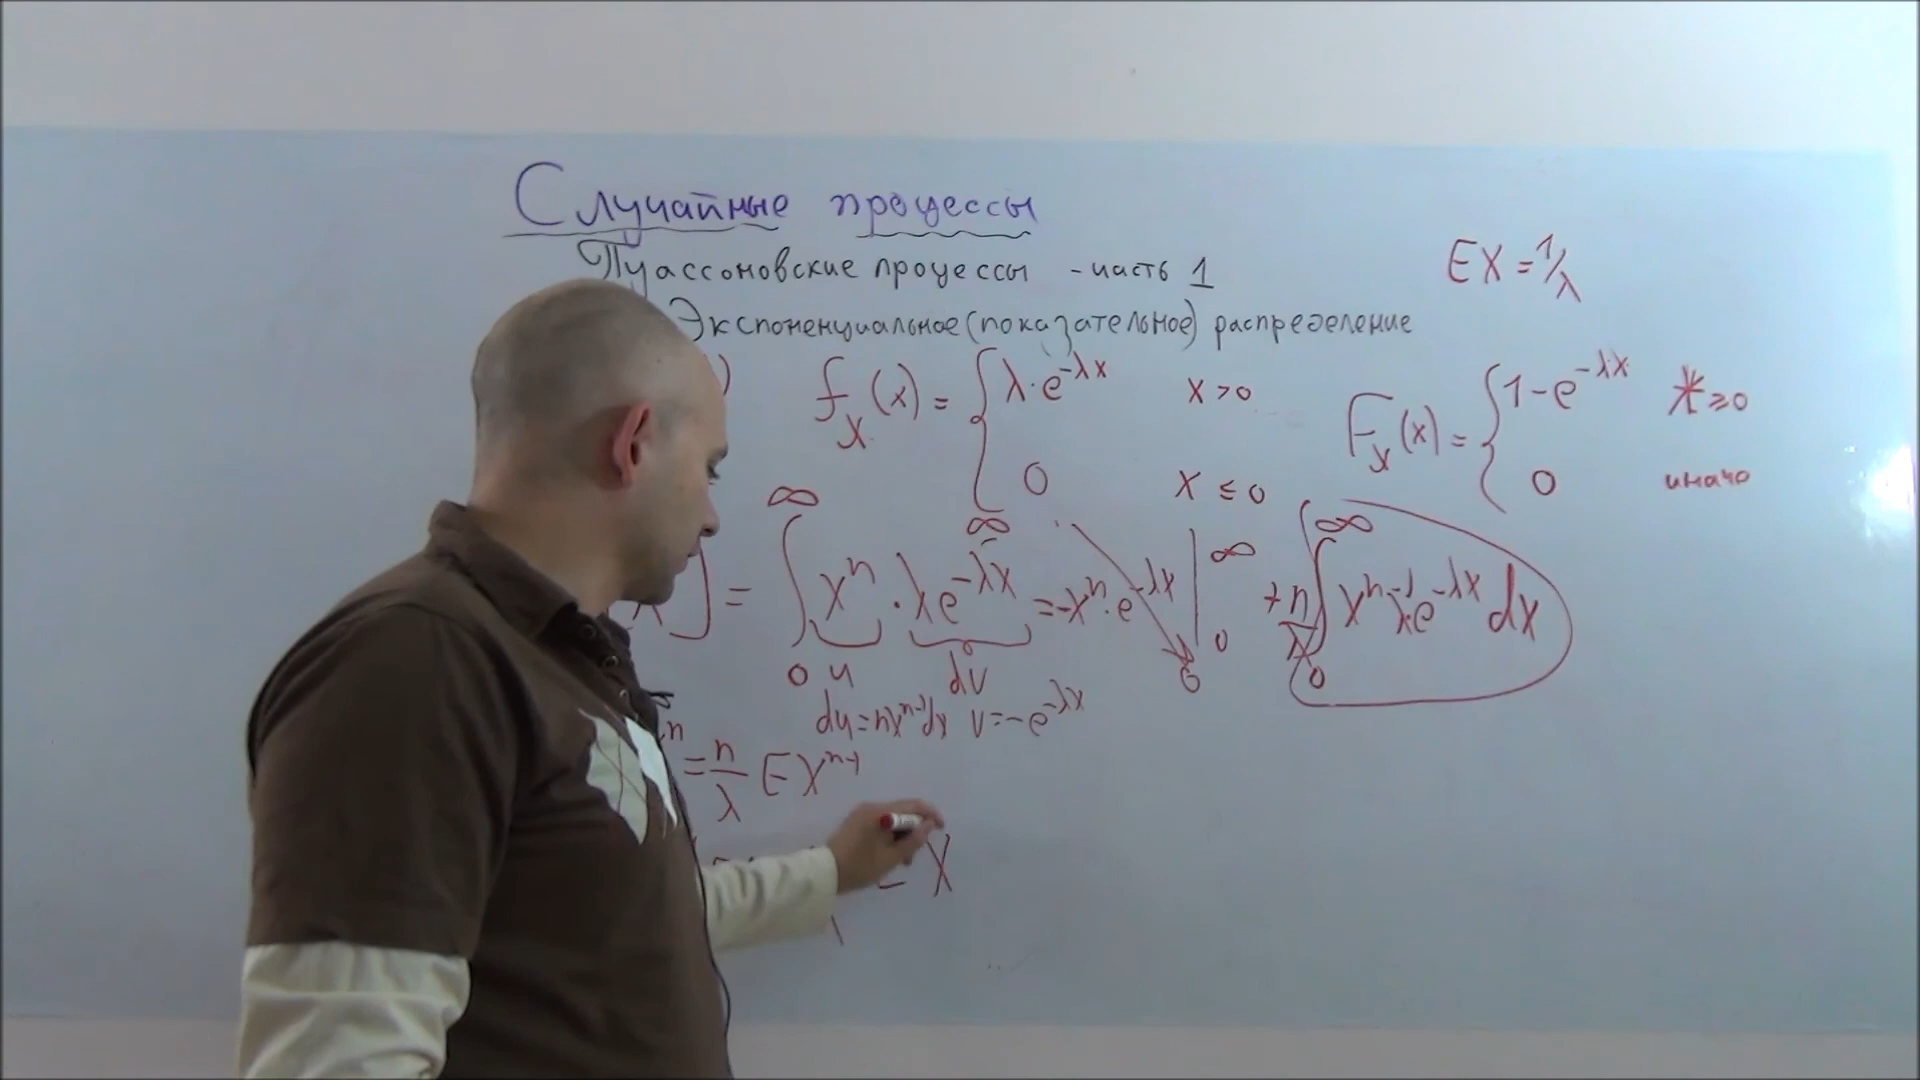 Случайные процессы
Пуассоновские процессы - часть 1
EX = 1/λ
Экспоненциальное (показательное) распределение
) f_X(x) = { λ·e^{-λx} x > 0
0 x ≤ 0
F_X(x) = { 1 - e^{-λx} x ≥ 0
0 иначе
] = ∫_0^∞ x^n · λe^{-λx} = -x^n · e^{-λx} |_0^∞ + n/λ ∫_0^∞ x^{n-1} λe^{-λx} dx
u dv 0
du = nx^{n-1}dx v = -e^{-λx}
n = n/λ EX^{n-1}
X